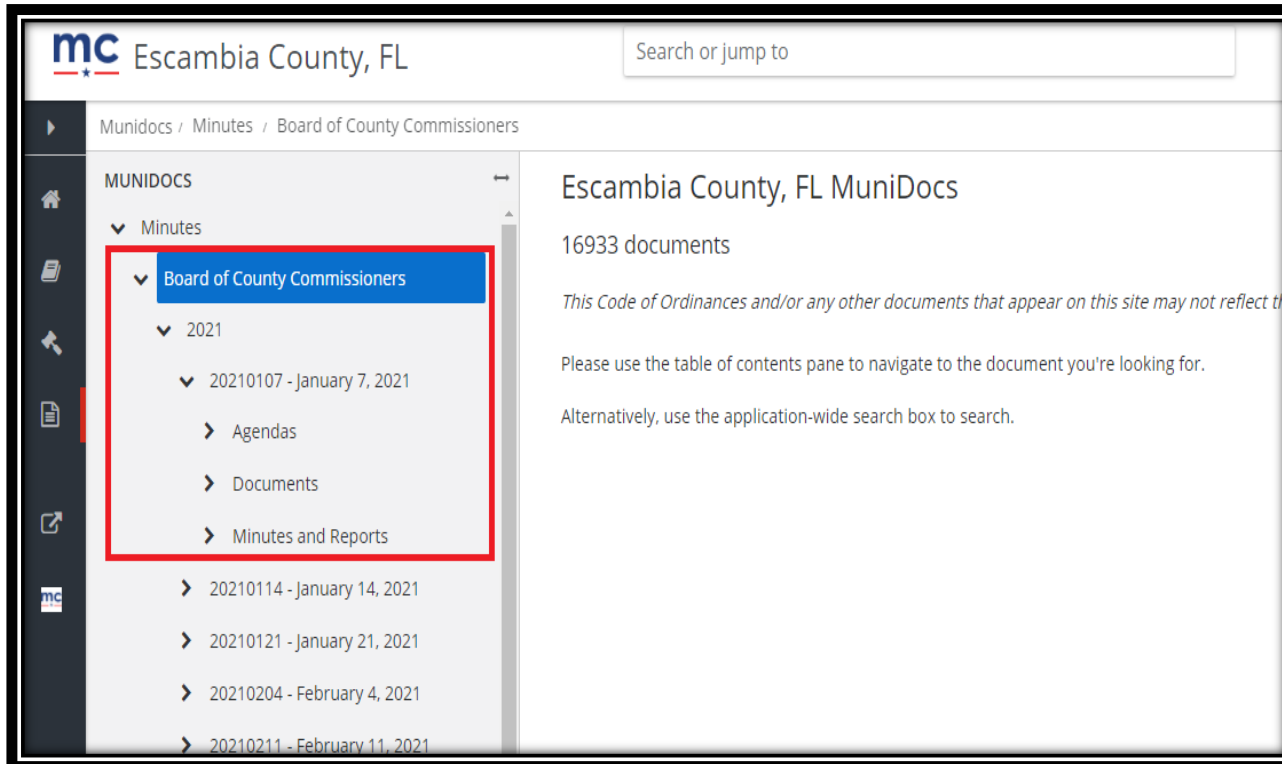 mc Escambia County, FL
Search or jump to
Munidocs / Minutes / Board of County Commissioners
MUNIDOCS
Minutes
Board of County Commissioners
2021
20210107 - January 7, 2021
Agendas
Documents
Minutes and Reports
20210114 - January 14, 2021
20210121 - January 21, 2021
20210204 - February 4, 2021
20210211 - February 11, 2021
mc
Escambia County, FL MuniDocs
16933 documents
This Code of Ordinances and/or any other documents that appear on this site may not reflect
Please use the table of contents pane to navigate to the document you're looking for.
Alternatively, use the application-wide search box to search.